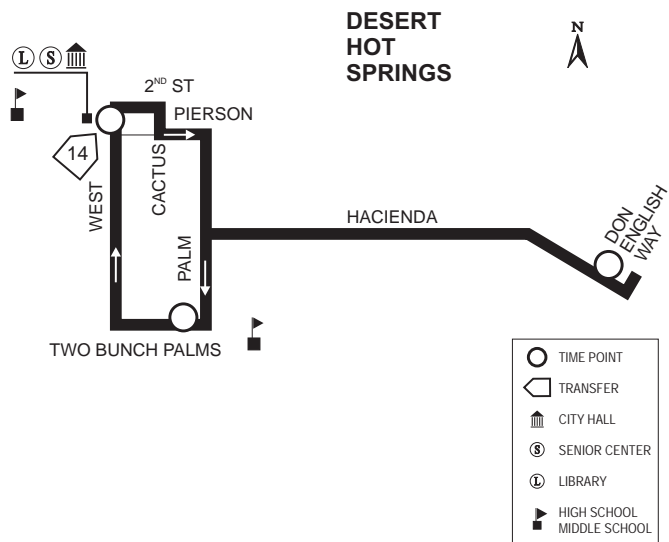 DESERT
HOT
SPRINGS
N
L S
2ND ST
PIERSON
14
WEST
CACTUS
PALM
HACIENDA
DON
ENGLISH
WAY
TWO BUNCH PALMS
TIME POINT
TRANSFER
CITY HALL
S SENIOR CENTER
L LIBRARY
HIGH SCHOOL
MIDDLE SCHOOL